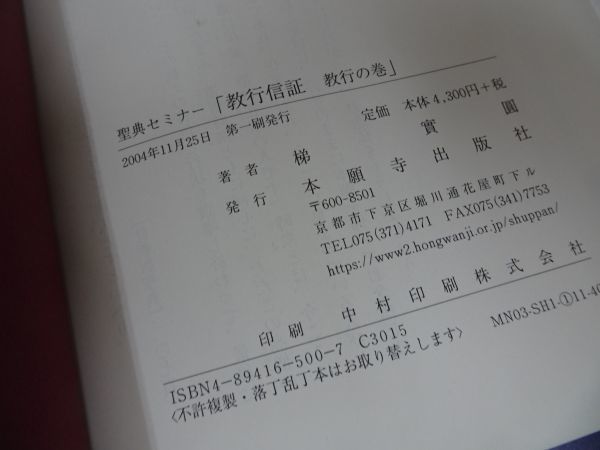 聖典セミナー「教行信証　教行の巻」
2004年11月25日　第一刷発行　定価　本体4,300円+税
著者　梯　實圓
発行　本願寺出版社
〒600-8501
京都市下京区堀川通花屋町下ル
TEL075(371)4171　FAX075(341)7753
https://www2.hongwanji.or.jp/shuppan/
印刷　中村印刷株式会社
ISBN4-89416-500-7　C3015　MN03-SH1-①11-40
〈不許複製・落丁乱丁本はお取り替えします〉